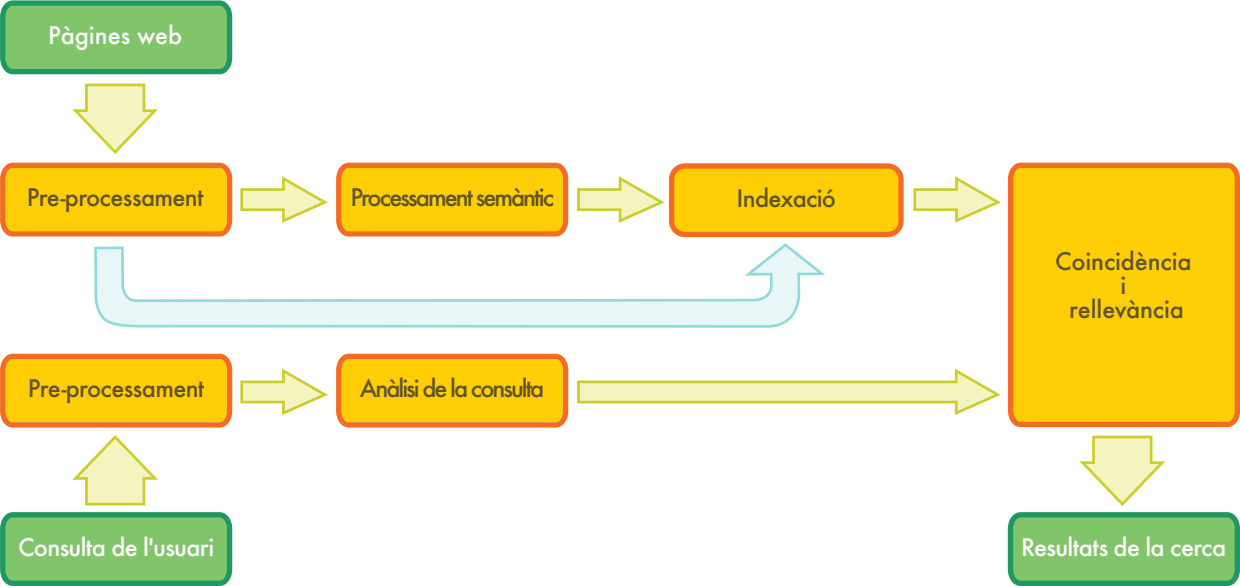 Pàgines web
Pre-processament
Processament semàntic
Indexació
Coincidència
i
rellevància
Pre-processament
Anàlisi de la consulta
Consulta de l'usuari
Resultats de la cerca